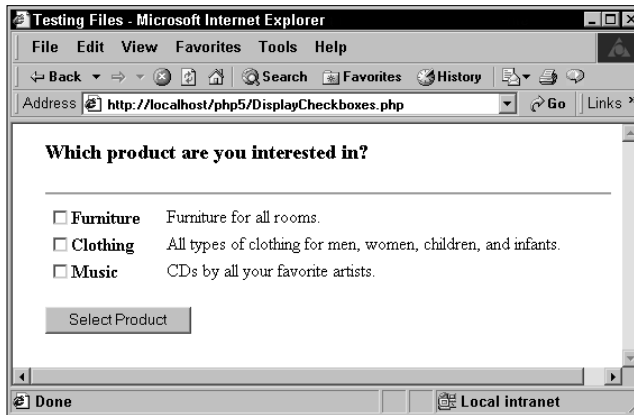 Testing Files - Microsoft Internet Explorer
File Edit View Favorites Tools Help
Back Search Favorites History
Address http://localhost/php5/DisplayCheckboxes.php Go Links »
Which product are you interested in?
Furniture Furniture for all rooms.
Clothing All types of clothing for men, women, children, and infants.
Music CDs by all your favorite artists.
Select Product
Done Local intranet